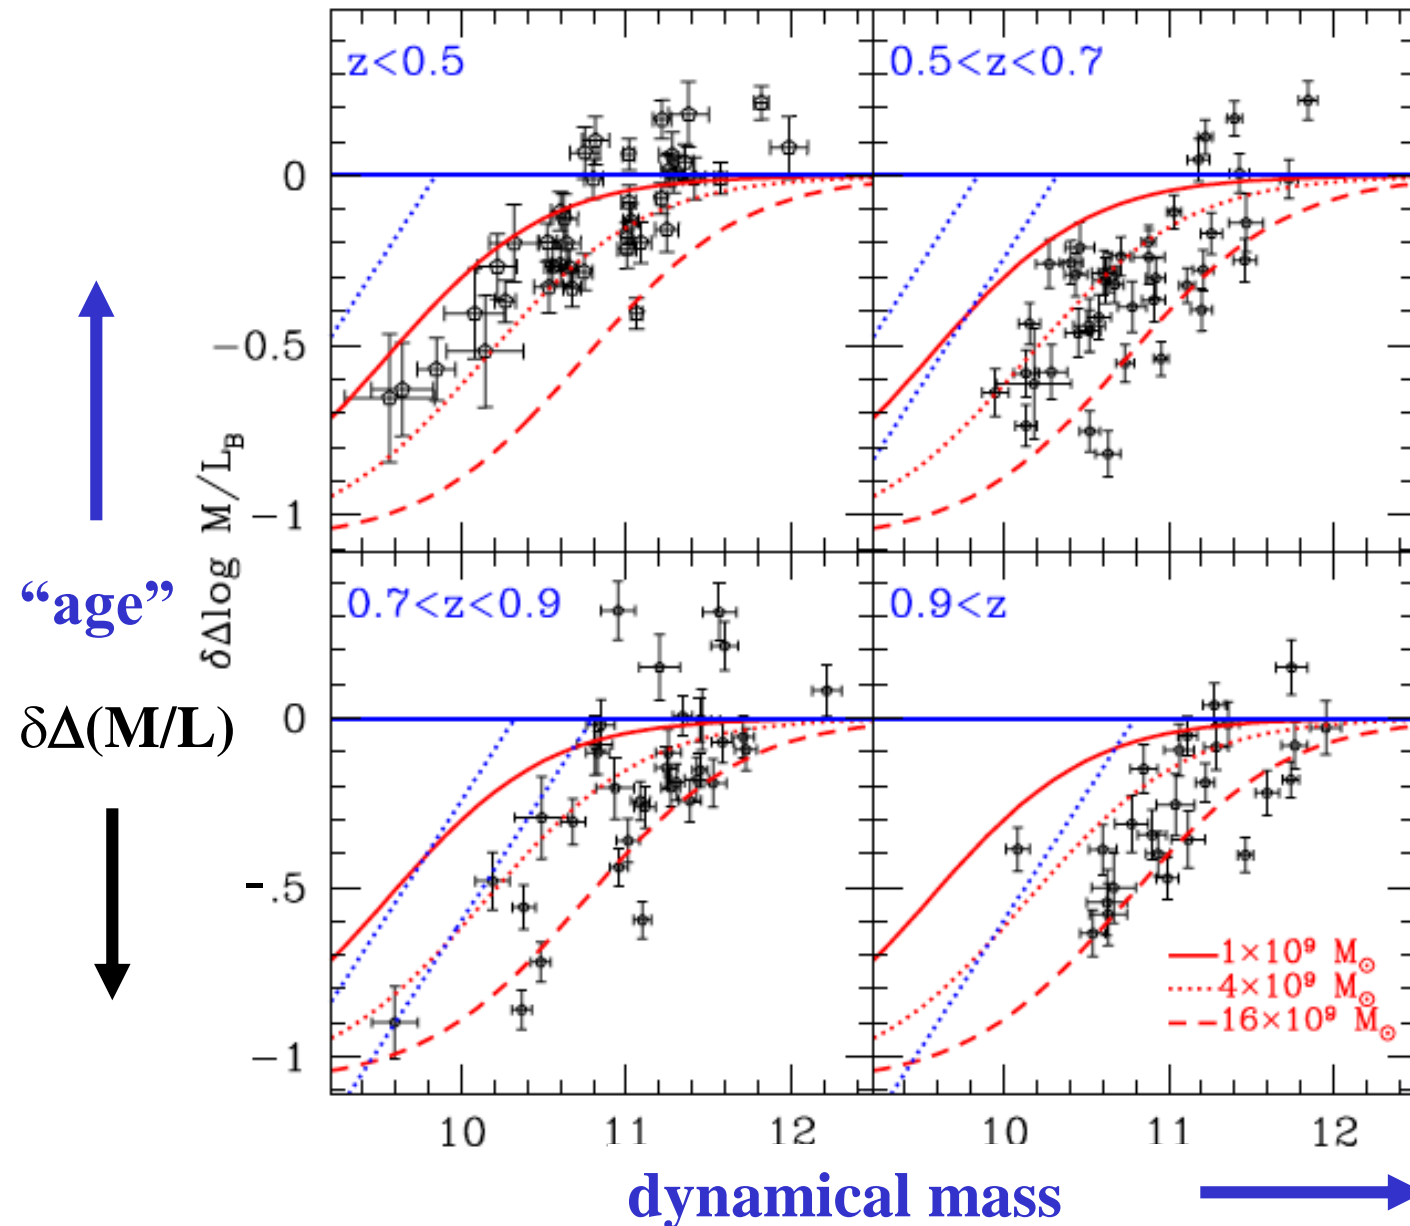 z<0.5
0.5<z<0.7
0
-0.5
δΔlog M/L_B
-1
“age”
0.7<z<0.9
0.9<z
δΔ(M/L)
0
- .5
1×10⁹ M☉
4×10⁹ M☉
16×10⁹ M☉
-1
10 11 12 10 11 12
dynamical mass